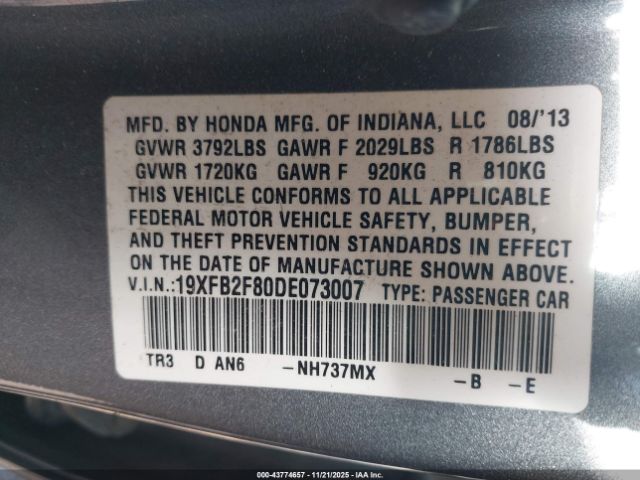 MFD. BY HONDA MFG. OF INDIANA, LLC 08/'13
GVWR 3792LBS GAWR F 2029LBS R 1786LBS
GVWR 1720KG GAWR F 920KG R 810KG
THIS VEHICLE CONFORMS TO ALL APPLICABLE
FEDERAL MOTOR VEHICLE SAFETY, BUMPER,
AND THEFT PREVENTION STANDARDS IN EFFECT
ON THE DATE OF MANUFACTURE SHOWN ABOVE.
V.I.N.:19XFB2F80DE073007 TYPE: PASSENGER CAR
TR3 D AN6 -NH737MX -B -E
000-43774657 11/21/2025 IAAI.COM